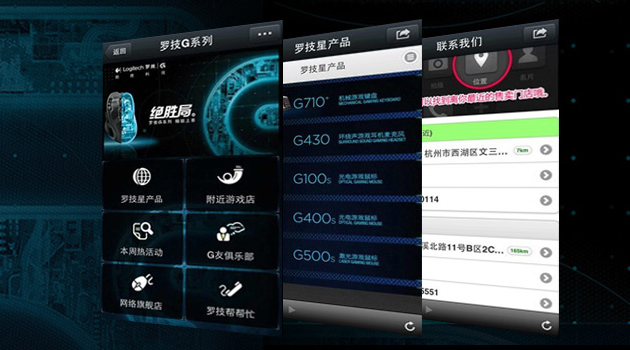 返回
罗技G系列
Logitech 罗技 G
绝胜局。
罗技星产品
附近游戏店
本周热活动
G友俱乐部
网络旗舰店
罗技帮帮忙
罗技星产品
罗技星产品
G710+
机械游戏键盘
MECHANICAL GAMING KEYBOARD
G430
环绕声游戏耳机麦克风
SURROUND SOUND GAMING HEADSET
G100s
光电游戏鼠标
OPTICAL GAMING MOUSE
G400s
光电游戏鼠标
OPTICAL GAMING MOUSE
G500s
激光游戏鼠标
LASER GAMING MOUSE
联系我们
拍摄
位置
名片
以找到离你最近的售卖门店哦。
近)
杭州市西湖区文三...
7km
0114
溪北路11号B区2C...
165km
5551